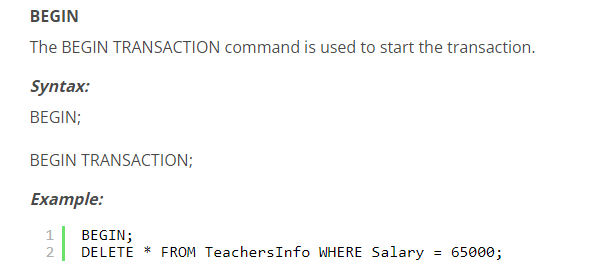 BEGIN
The BEGIN TRANSACTION command is used to start the transaction.
Syntax:
BEGIN;
BEGIN TRANSACTION;
Example:
1 BEGIN;
2 DELETE * FROM TeachersInfo WHERE Salary = 65000;